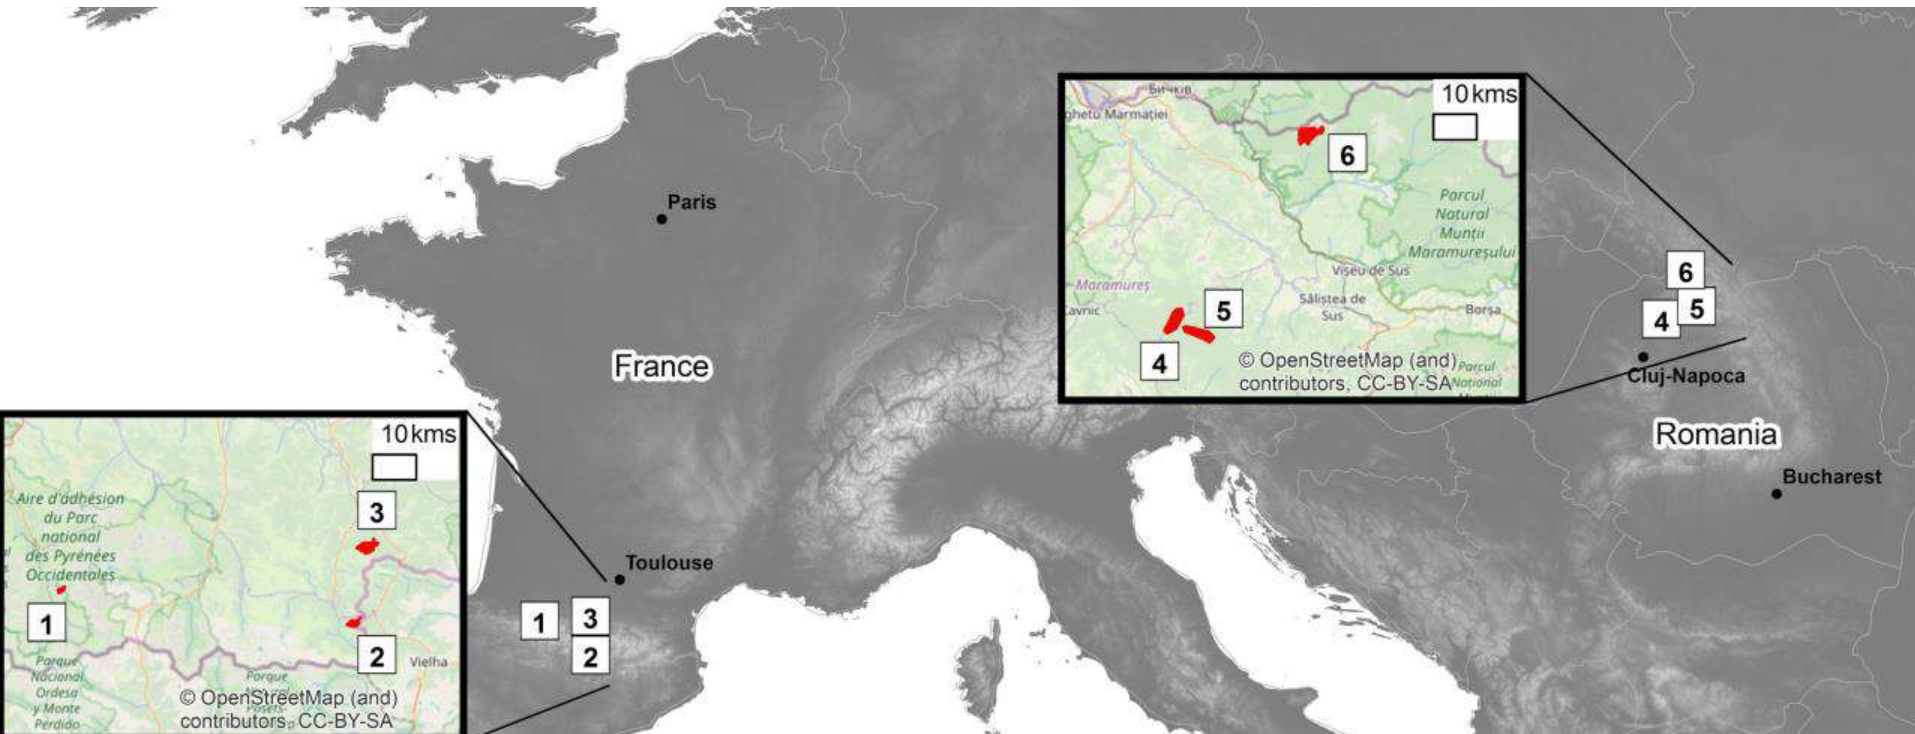 Paris
France
Toulouse
1
3
2
6
5
4
Cluj-Napoca
Romania
Bucharest
10 kms
Бичків
ghetu Marmației
6
Parcul
Natural
Munții
Maramureșului
Vișeu de Sus
Maramureș
5
Săliștea de
Sus
Borșa
4
© OpenStreetMap (and)
contributors, CC-BY-SA
Parcul
Național
10 kms
Aire d'adhésion
du Parc
national
des Pyrénées
Occidentales
3
1
2
Vielha
Parque
Nacional
Ordesa
y Monte
Perdido
Parque
© OpenStreetMap (and)
contributors, CC-BY-SA